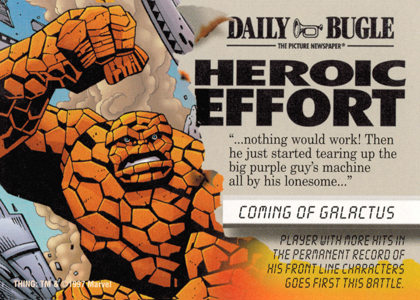 DAILY BUGLE
THE PICTURE NEWSPAPER®
HEROIC
EFFORT
“...nothing would work! Then
he just started tearing up the
big purple guy's machine
all by his lonesome...”
COMING OF GALACTUS
PLAYER WITH MORE HITS IN
THE PERMANENT RECORD OF
HIS FRONT LINE CHARACTERS
GOES FIRST THIS BATTLE.
THING: TM & © 1997 Marvel